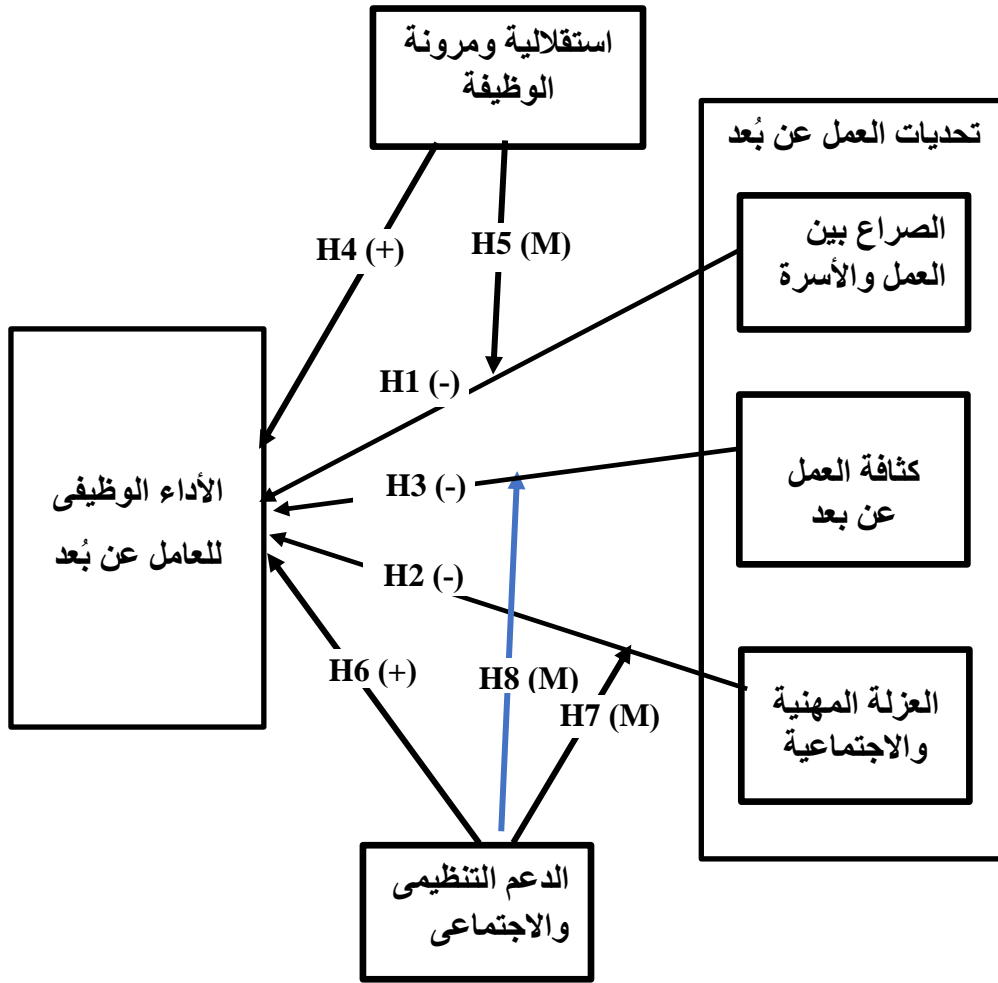 استقلالية ومرونة
الوظيفة
تحديات العمل عن بُعد
الصراع بين
العمل والأسرة
H4 (+)
H5 (M)
H1 (-)
كثافة العمل
عن بعد
H3 (-)
الأداء الوظيفى
للعامل عن بُعد
H2 (-)
H6 (+)
H8 (M)
H7 (M)
العزلة المهنية
والاجتماعية
الدعم التنظيمى
والاجتماعى